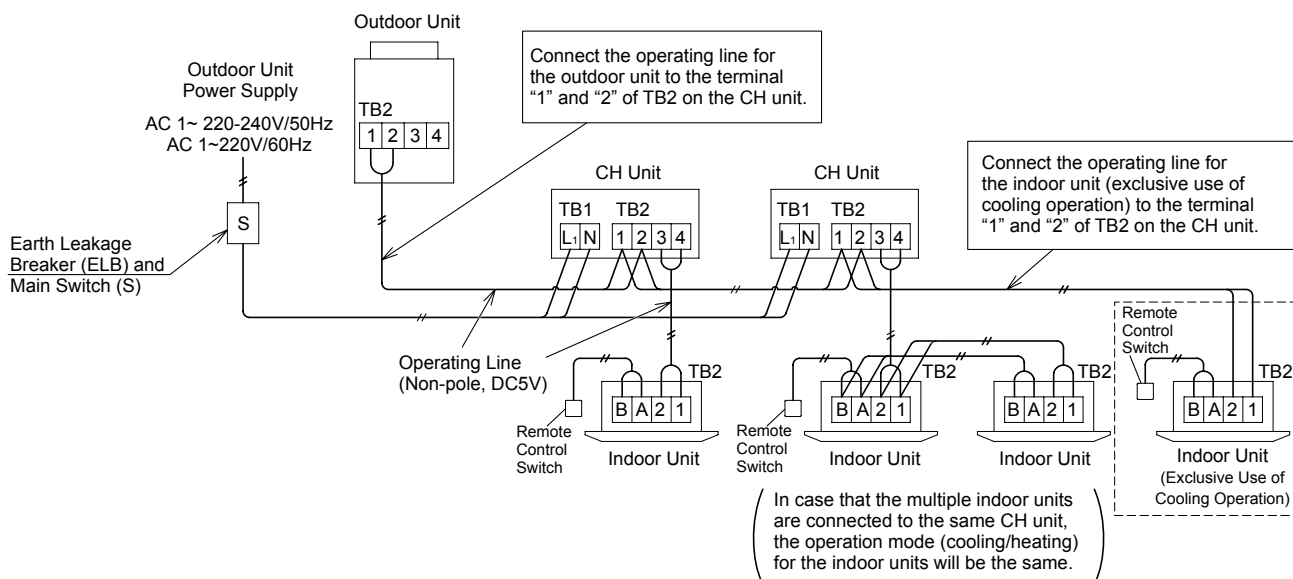 Outdoor Unit
Outdoor Unit
Power Supply
AC 1~ 220-240V/50Hz
AC 1~220V/60Hz
TB2
1 2 3 4
Connect the operating line for
the outdoor unit to the terminal
“1” and “2” of TB2 on the CH unit.
CH Unit
TB1 TB2
L1 N 1 2 3 4
CH Unit
TB1 TB2
L1 N 1 2 3 4
Connect the operating line for
the indoor unit (exclusive use of
cooling operation) to the terminal
“1” and “2” of TB2 on the CH unit.
S
Earth Leakage
Breaker (ELB) and
Main Switch (S)
Operating Line
(Non-pole, DC5V)
Remote
Control
Switch
TB2
B A 2 1
Indoor Unit
Remote
Control
Switch
TB2
B A 2 1
Indoor Unit
TB2
B A 2 1
Indoor Unit
Remote
Control
Switch
TB2
B A 2 1
Indoor Unit
(Exclusive Use of
Cooling Operation)
In case that the multiple indoor units
are connected to the same CH unit,
the operation mode (cooling/heating)
for the indoor units will be the same.